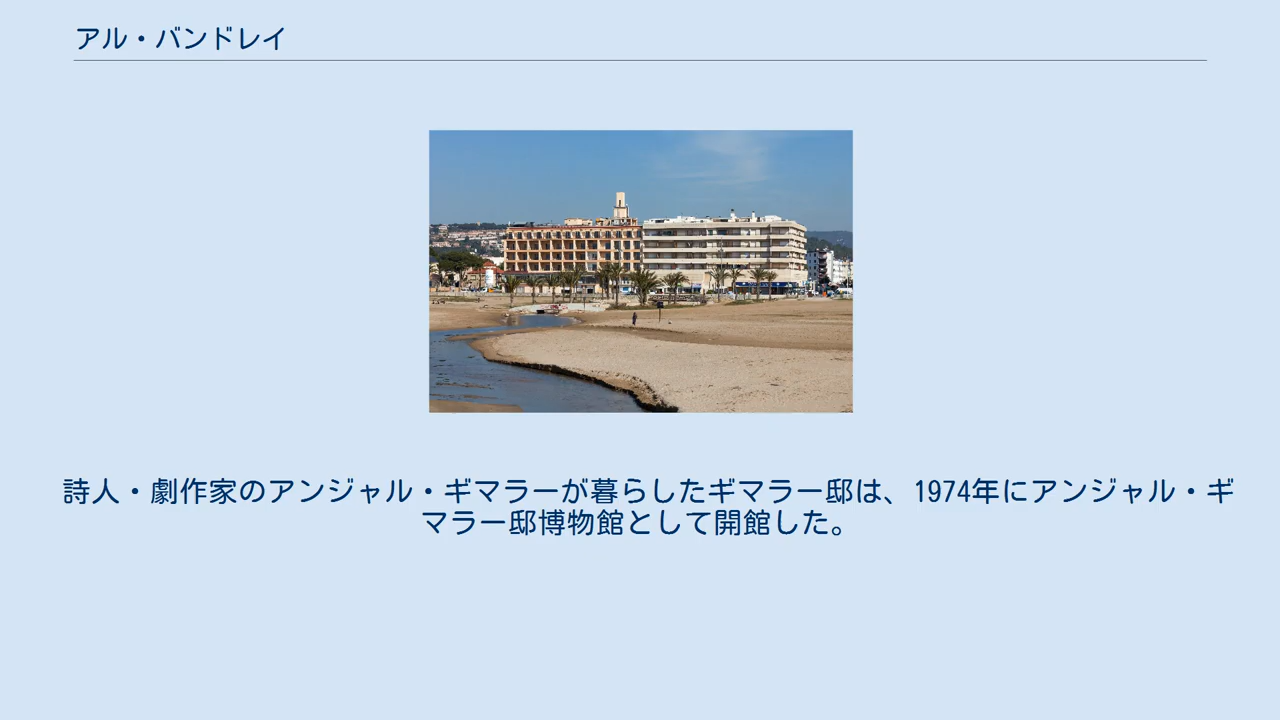 アル・バンドレイ
詩人・劇作家のアンジャル・ギマラーが暮らしたギマラー邸は、1974年にアンジャル・ギ
マラー邸博物館として開館した。